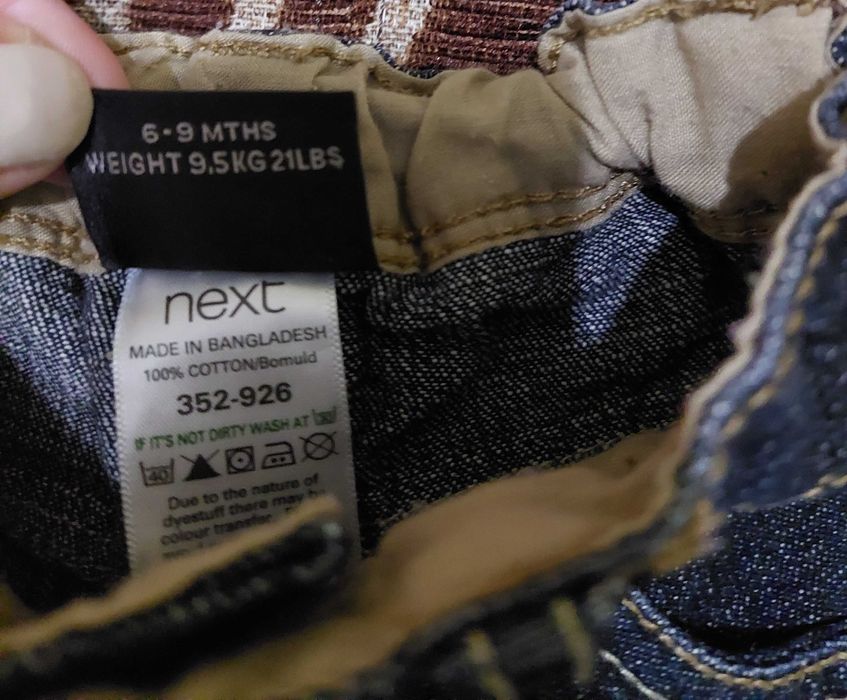 6-9 MTHS
WEIGHT 9.5KG 21LBS
next
MADE IN BANGLADESH
100% COTTON/Bomuld
352-926
IF IT'S NOT DIRTY WASH AT 30
40
Due to the nature of
dyestuff there may be
colour transfer.